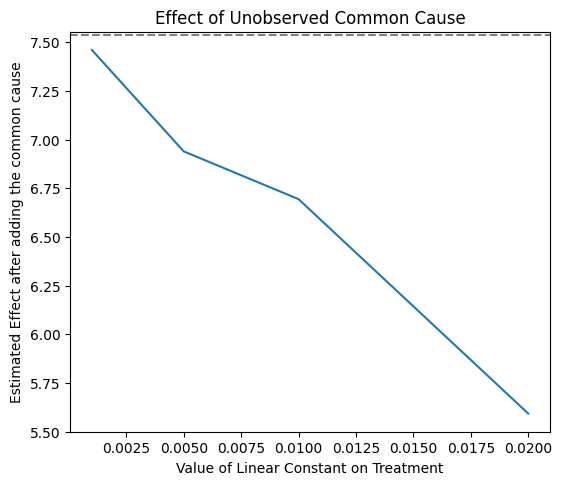 Effect of Unobserved Common Cause
Estimated Effect after adding the common cause
7.50
7.25
7.00
6.75
6.50
6.25
6.00
5.75
5.50
0.0025 0.0050 0.0075 0.0100 0.0125 0.0150 0.0175 0.0200
Value of Linear Constant on Treatment